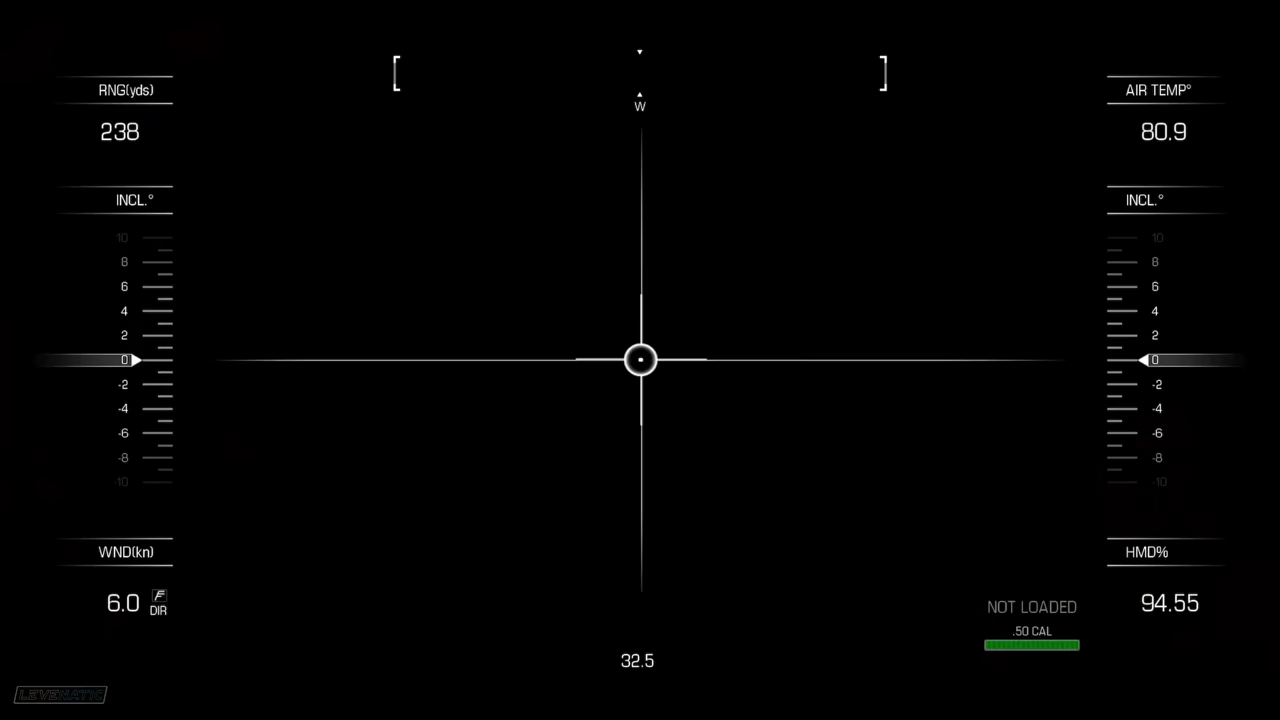 RNG(yds)
238
W
AIR TEMP°
80.9
INCL.°
10
8
6
4
2
0
-2
-4
-6
-8
-10
INCL.°
10
8
6
4
2
0
-2
-4
-6
-8
-10
WND(kn)
6.0
DIR
HMD%
94.55
NOT LOADED
.50 CAL
32.5
LEVENATIC